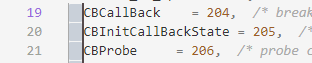 19 CBCallBack = 204, /* break
20 CBInitCallBackState = 205, /*
21 CBProbe = 206, /* probe